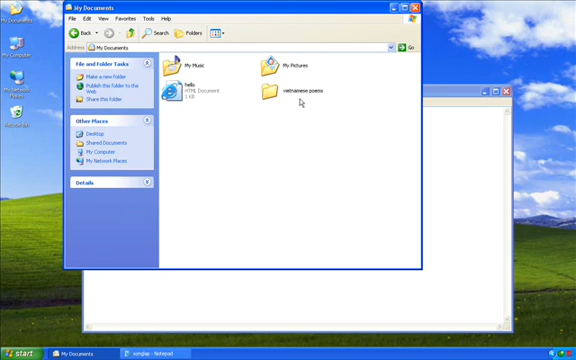 My Documents
My Computer
My Network
Places
Recycle Bin
My Documents
File Edit View Favorites Tools Help
Back Search Folders
Address My Documents Go
File and Folder Tasks
Make a new folder
Publish this folder to the
Web
Share this folder
Other Places
Desktop
Shared Documents
My Computer
My Network Places
Details
My Music
My Pictures
hello
HTML Document
1 KB
vietnamese poems
start
My Documents
songlap - Notepad